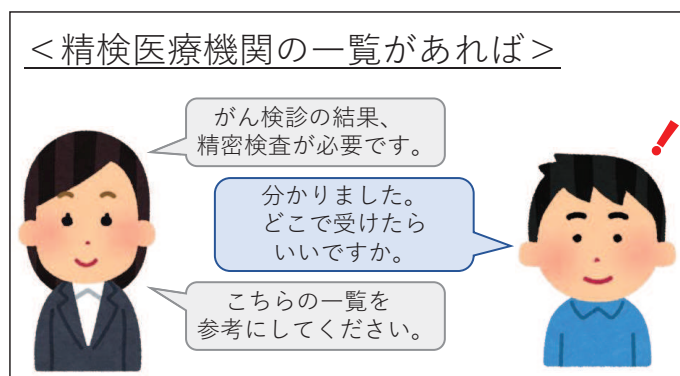 ＜精検医療機関の一覧があれば＞
がん検診の結果、
精密検査が必要です。
分かりました。
どこで受けたら
いいですか。
こちらの一覧を
参考にしてください。